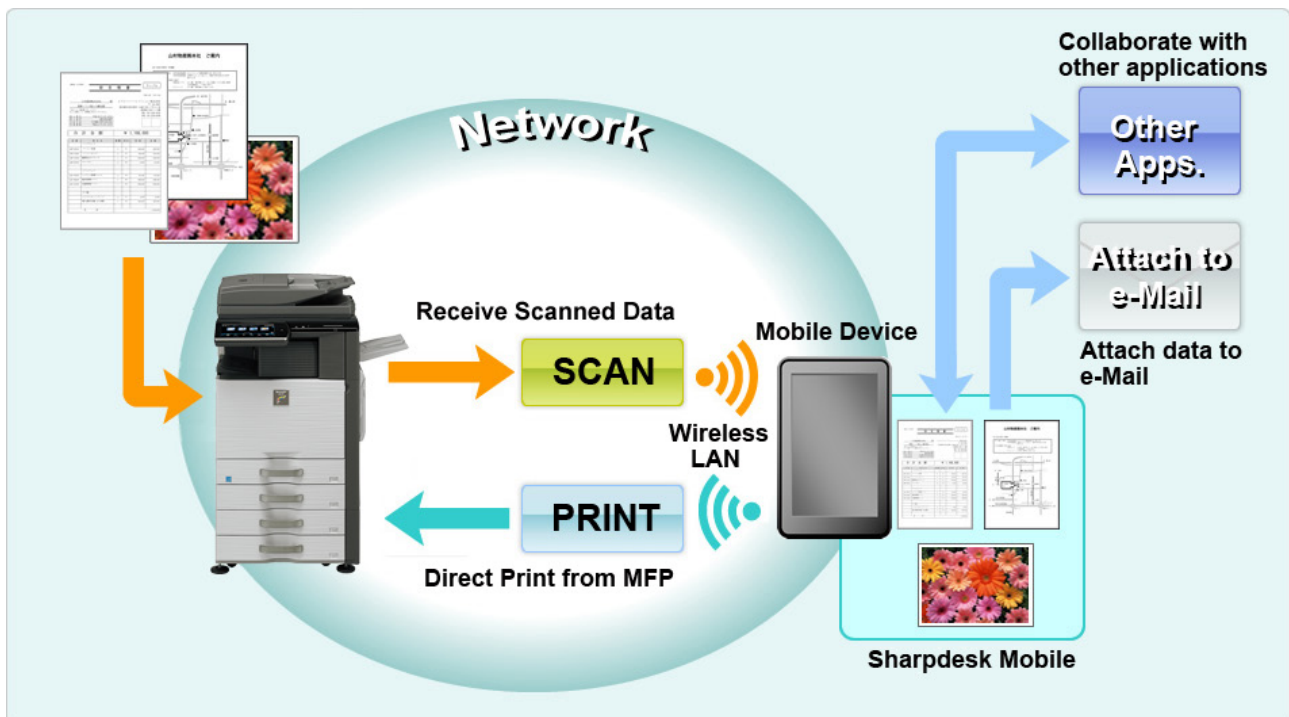 Collaborate with
other applications
Other
Apps.
Network
Attach to
e-Mail
Attach data to
e-Mail
Receive Scanned Data
SCAN
Mobile Device
Wireless
LAN
PRINT
Direct Print from MFP
Sharpdesk Mobile